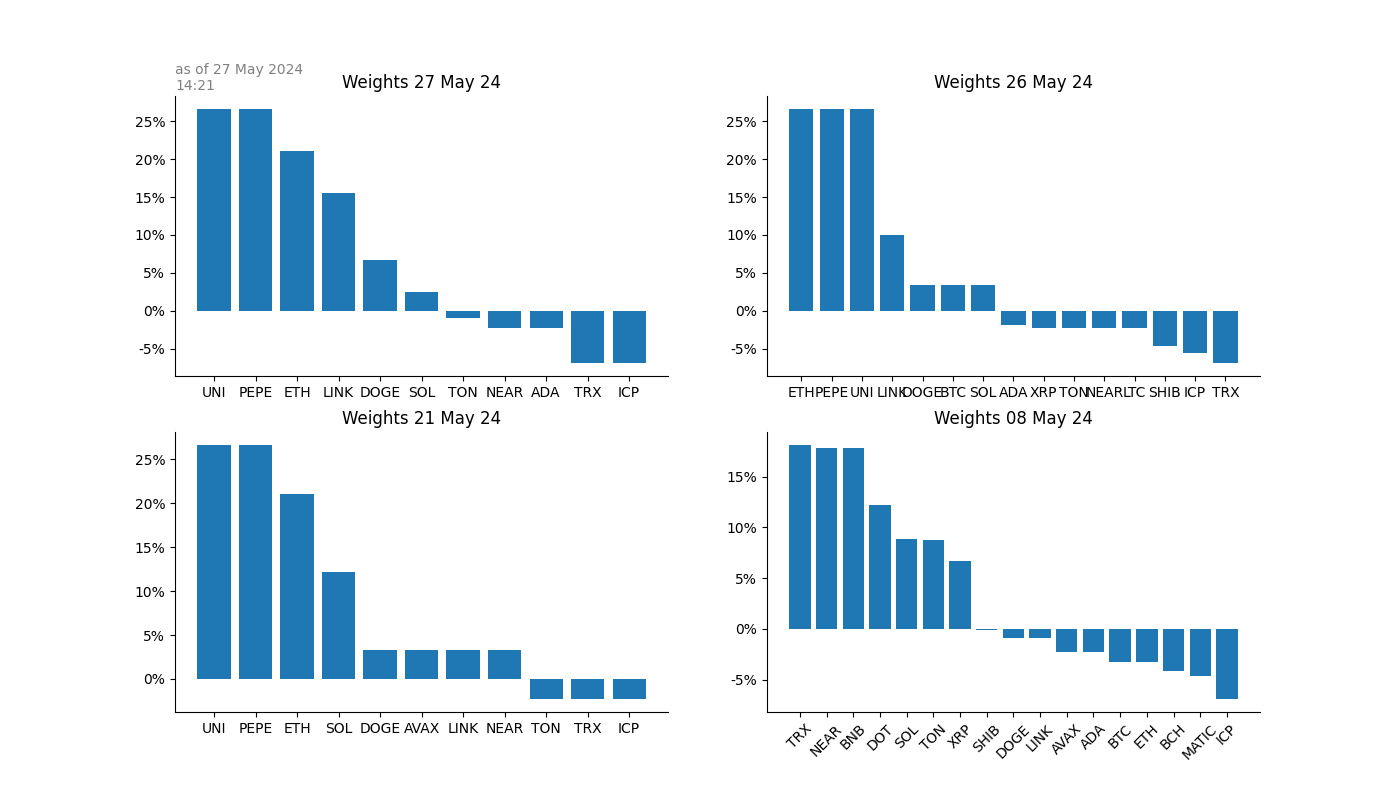 as of 27 May 2024
14:21
Weights 27 May 24
25%
20%
15%
10%
5%
0%
-5%
UNI PEPE ETH LINK DOGE SOL TON NEAR ADA TRX ICP
Weights 26 May 24
25%
20%
15%
10%
5%
0%
-5%
ETH PEPE UNI LINK DOGE BTC SOL ADA XRP TON NEAR LTC SHIB ICP TRX
Weights 21 May 24
25%
20%
15%
10%
5%
0%
UNI PEPE ETH SOL DOGE AVAX LINK NEAR TON TRX ICP
Weights 08 May 24
15%
10%
5%
0%
-5%
TRX NEAR BNB DOT SOL TON XRP SHIB DOGE LINK AVAX ADA BTC ETH BCH MATIC ICP